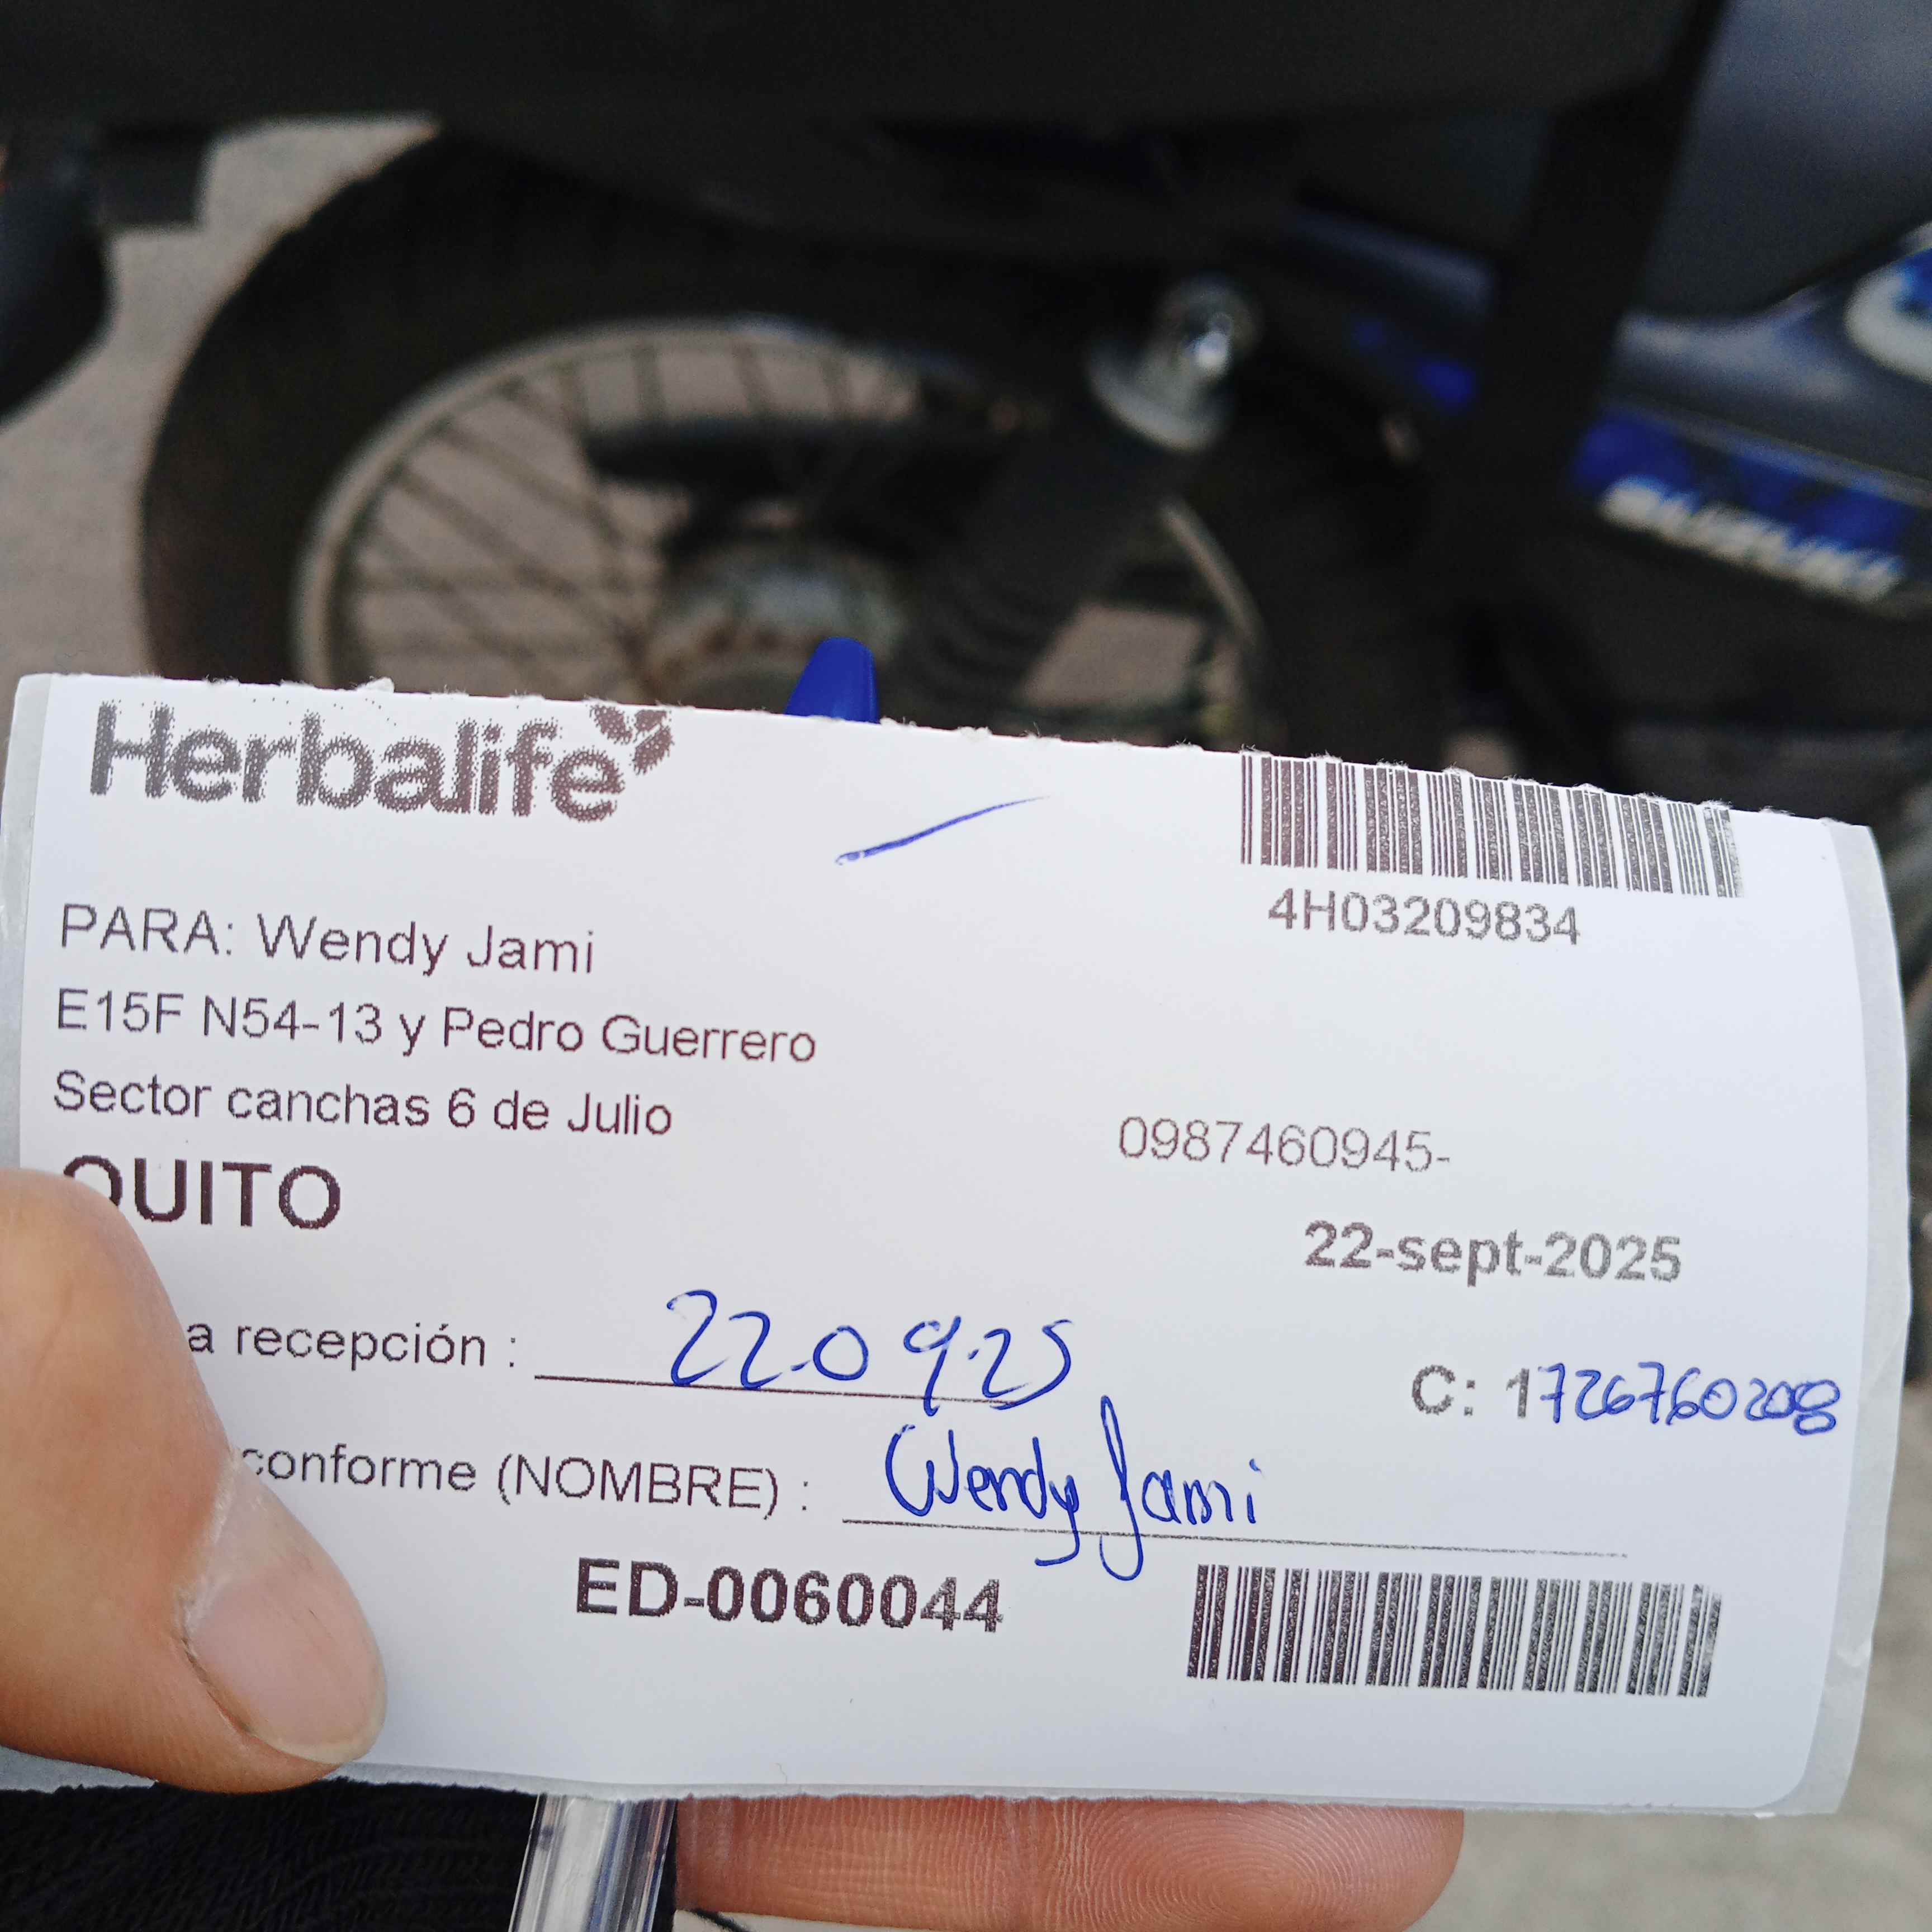 SUZUKI
Herbalife
4H03209834
PARA: Wendy Jami
E15F N54-13 y Pedro Guerrero
Sector canchas 6 de Julio
0987460945-
QUITO
22-sept-2025
a recepción : 22.09.25
C: 1726760208
conforme (NOMBRE) : Wendy Jami
ED-0060044